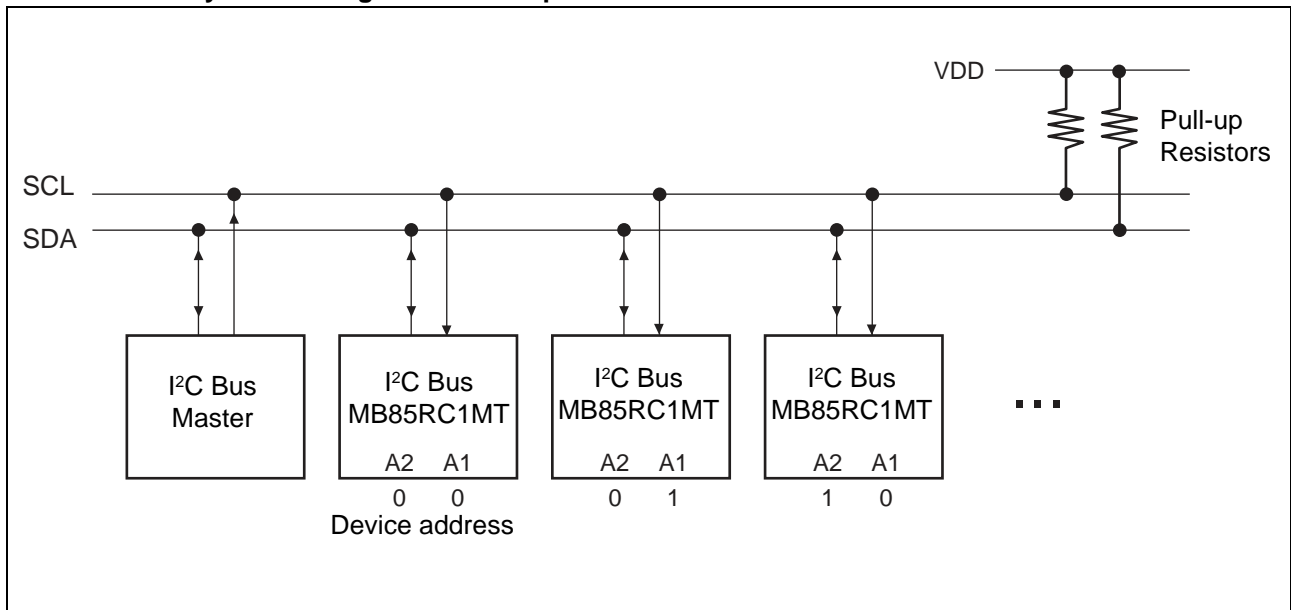 VDD
Pull-up
Resistors
SCL
SDA
I²C Bus
Master
I²C Bus
MB85RC1MT
A2 A1
0 0
Device address
I²C Bus
MB85RC1MT
A2 A1
0 1
I²C Bus
MB85RC1MT
A2 A1
1 0
...